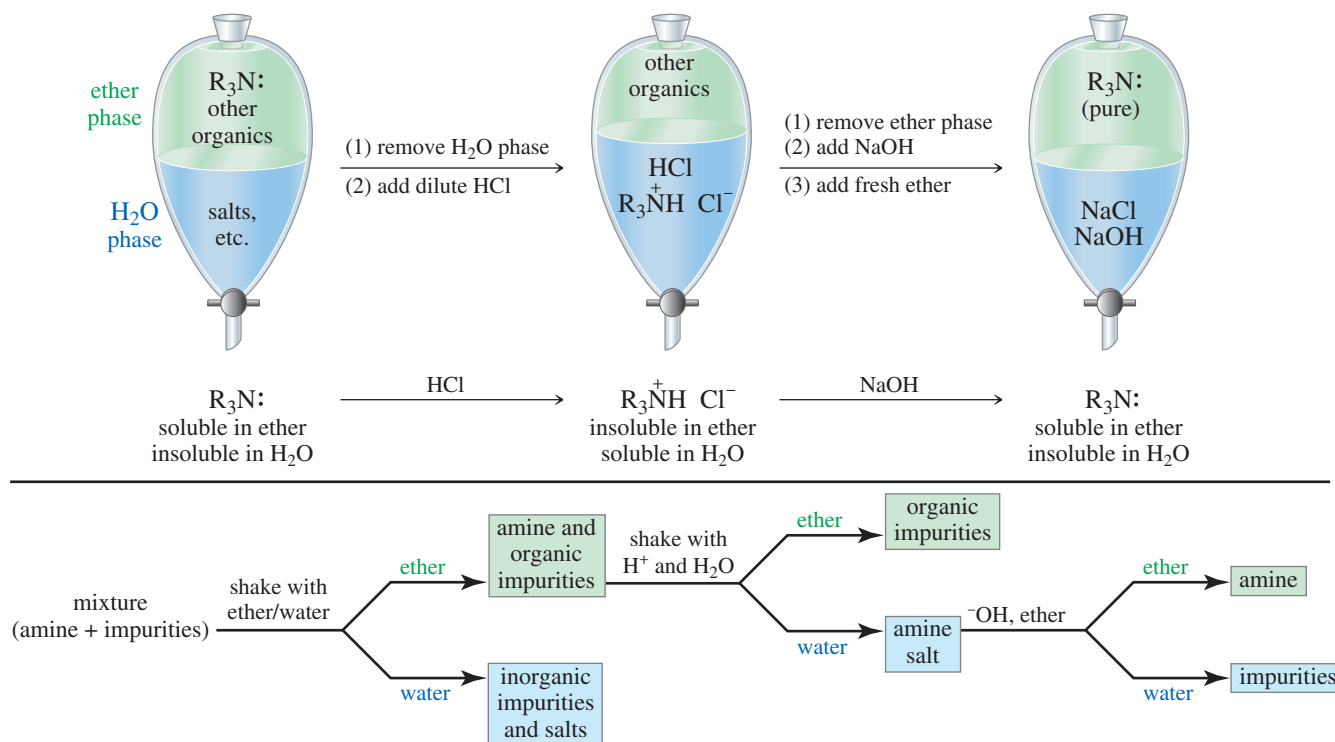 ether
phase
H₂O
phase
R₃N:
other
organics
salts,
etc.
(1) remove H₂O phase
(2) add dilute HCl
other
organics
HCl
+
R₃NH Cl⁻
(1) remove ether phase
(2) add NaOH
(3) add fresh ether
R₃N:
(pure)
NaCl
NaOH
R₃N:
soluble in ether
insoluble in H₂O
HCl
+
R₃NH Cl⁻
insoluble in ether
soluble in H₂O
NaOH
R₃N:
soluble in ether
insoluble in H₂O
mixture
(amine + impurities)
shake with
ether/water
ether
amine and
organic
impurities
water
inorganic
impurities
and salts
shake with
H⁺ and H₂O
ether
organic
impurities
water
amine
salt
⁻OH, ether
ether
amine
water
impurities